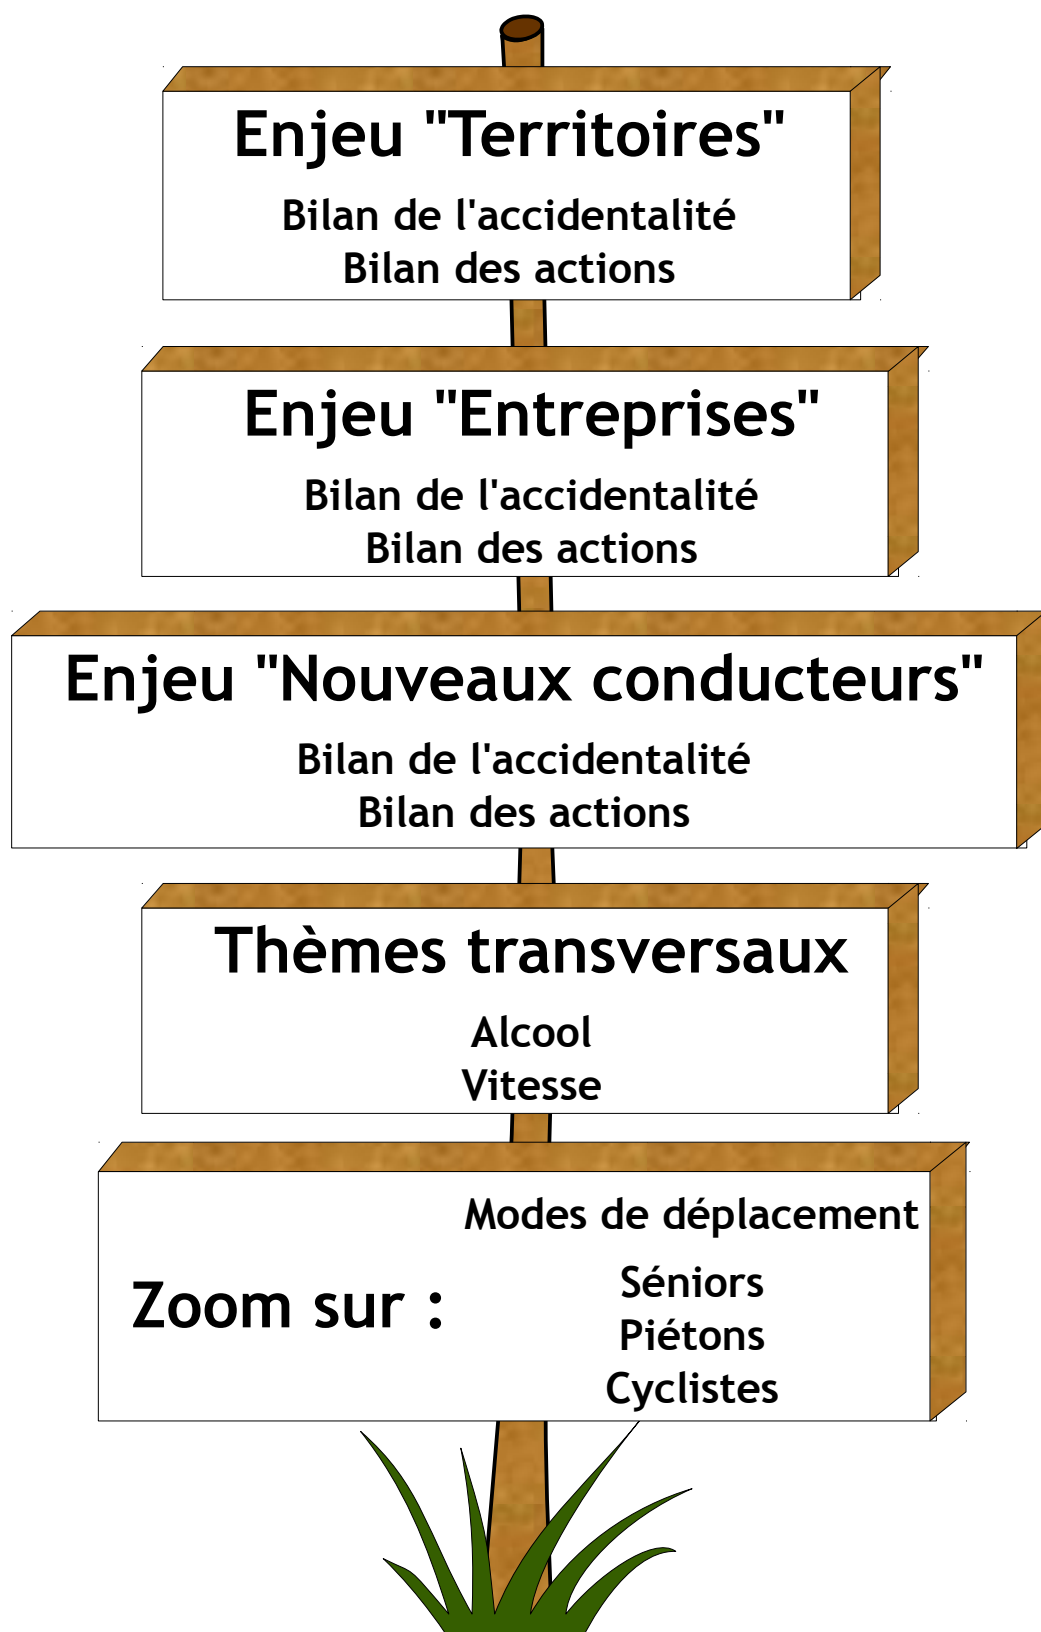 Enjeu "Territoires"
Bilan de l'accidentalité
Bilan des actions
Enjeu "Entreprises"
Bilan de l'accidentalité
Bilan des actions
Enjeu "Nouveaux conducteurs"
Bilan de l'accidentalité
Bilan des actions
Thèmes transversaux
Alcool
Vitesse
Zoom sur :
Modes de déplacement
Séniors
Piétons
Cyclistes